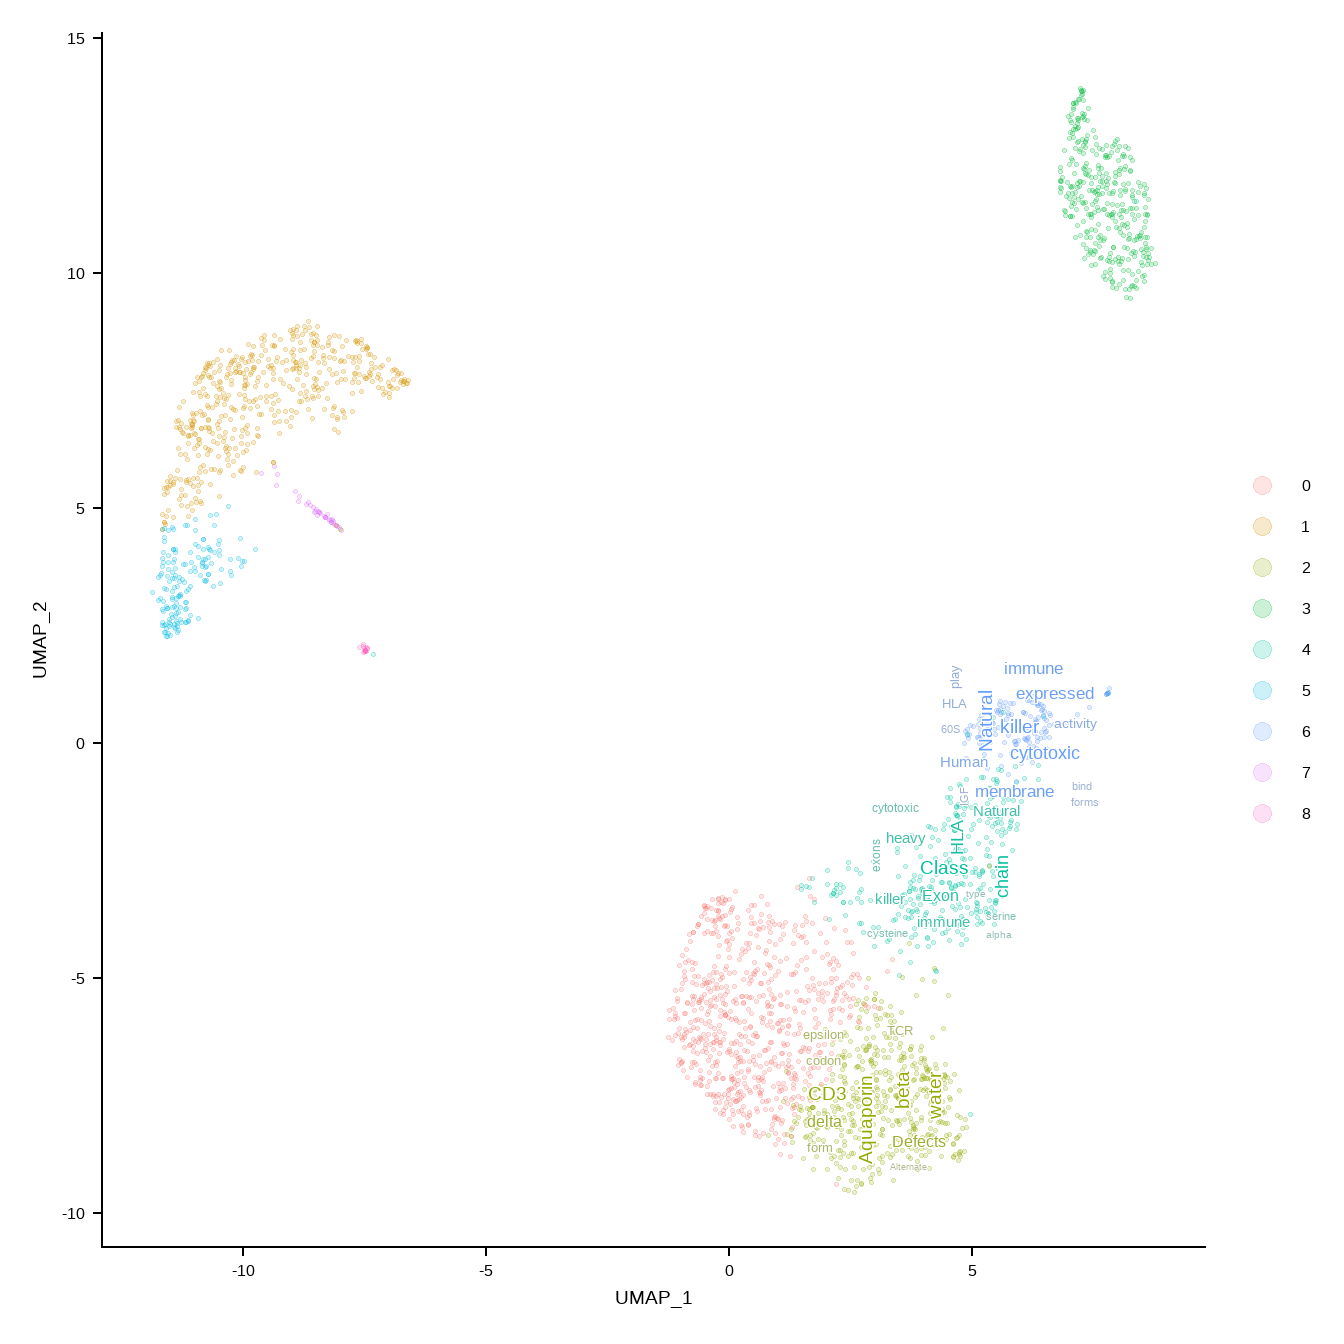 15
10
5
0
-5
-10
UMAP_2
-10
-5
0
5
UMAP_1
play
immune
HLA
Natural
expressed
60S
killer
activity
Human
cytotoxic
IGF
membrane
bind
forms
cytotoxic
Natural
exons
heavy
HLA
Class
chain
killer
Exon
type
cysteine
immune
serine
alpha
epsilon
TCR
codon
CD3
Aquaporin
beta
water
delta
Defects
form
Alternate
0
1
2
3
4
5
6
7
8